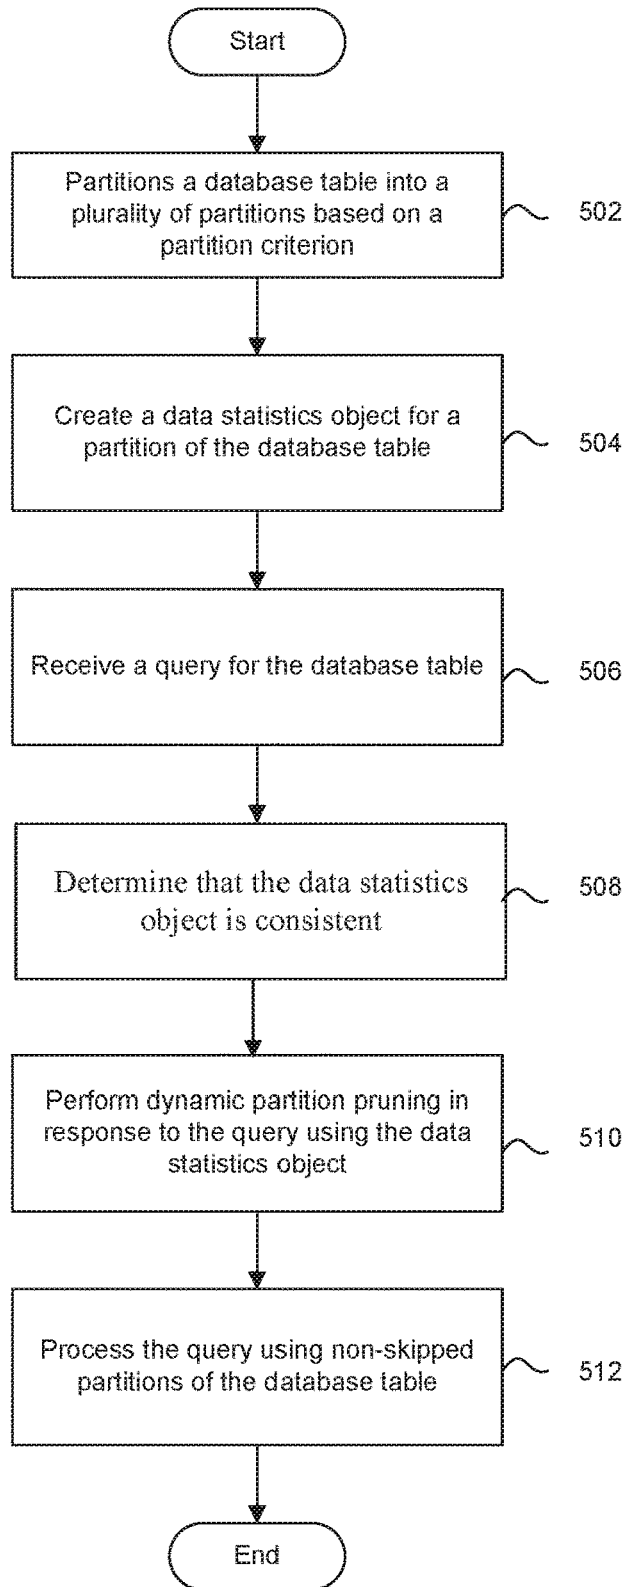 Start
Partitions a database table into a
plurality of partitions based on a
partition criterion
502
Create a data statistics object for a
partition of the database table
504
Receive a query for the database table
506
Determine that the data statistics
object is consistent
508
Perform dynamic partition pruning in
response to the query using the data
statistics object
510
Process the query using non-skipped
partitions of the database table
512
End